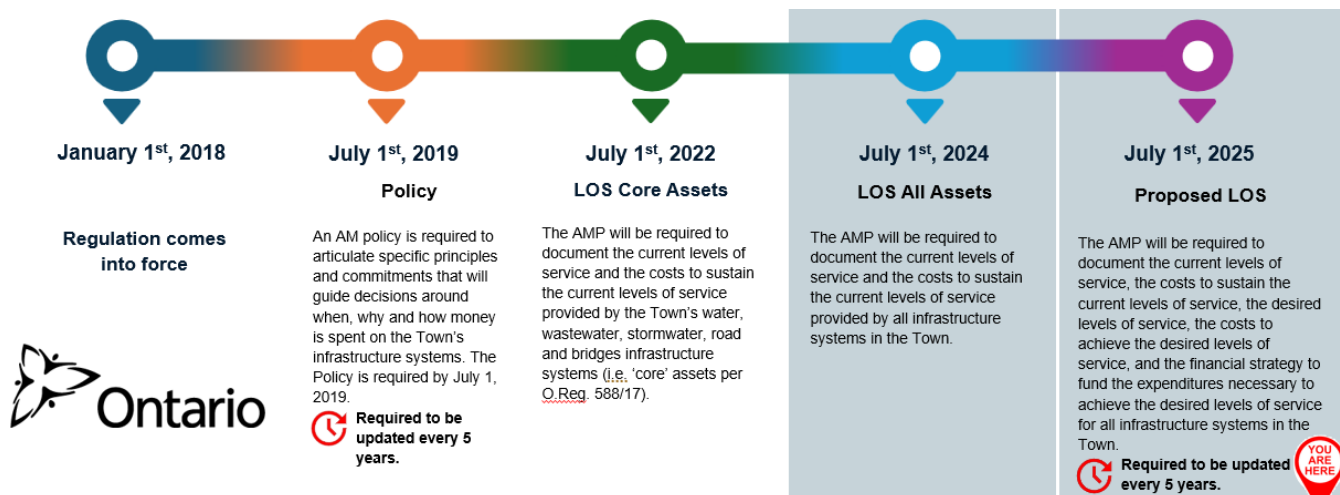 January 1st, 2018
Regulation comes
into force
Ontario
July 1st, 2019
Policy
An AM policy is required to
articulate specific principles
and commitments that will
guide decisions around
when, why and how money
is spent on the Town's
infrastructure systems. The
Policy is required by July 1,
2019.
Required to be
updated every 5
years.
July 1st, 2022
LOS Core Assets
The AMP will be required to
document the current levels of
service and the costs to sustain
the current levels of service
provided by the Town's water,
wastewater, stormwater, road
and bridges infrastructure
systems (i.e. 'core' assets per
O.Reg. 588/17).
July 1st, 2024
LOS All Assets
The AMP will be required to
document the current levels of
service and the costs to sustain
the current levels of service
provided by all infrastructure
systems in the Town.
July 1st, 2025
Proposed LOS
The AMP will be required to
document the current levels of
service, the costs to sustain the
current levels of service, the desired
levels of service, the costs to
achieve the desired levels of
service, and the financial strategy to
fund the expenditures necessary to
achieve the desired levels of service
for all infrastructure systems in the
Town.
Required to be updated
every 5 years.
YOU
ARE
HERE